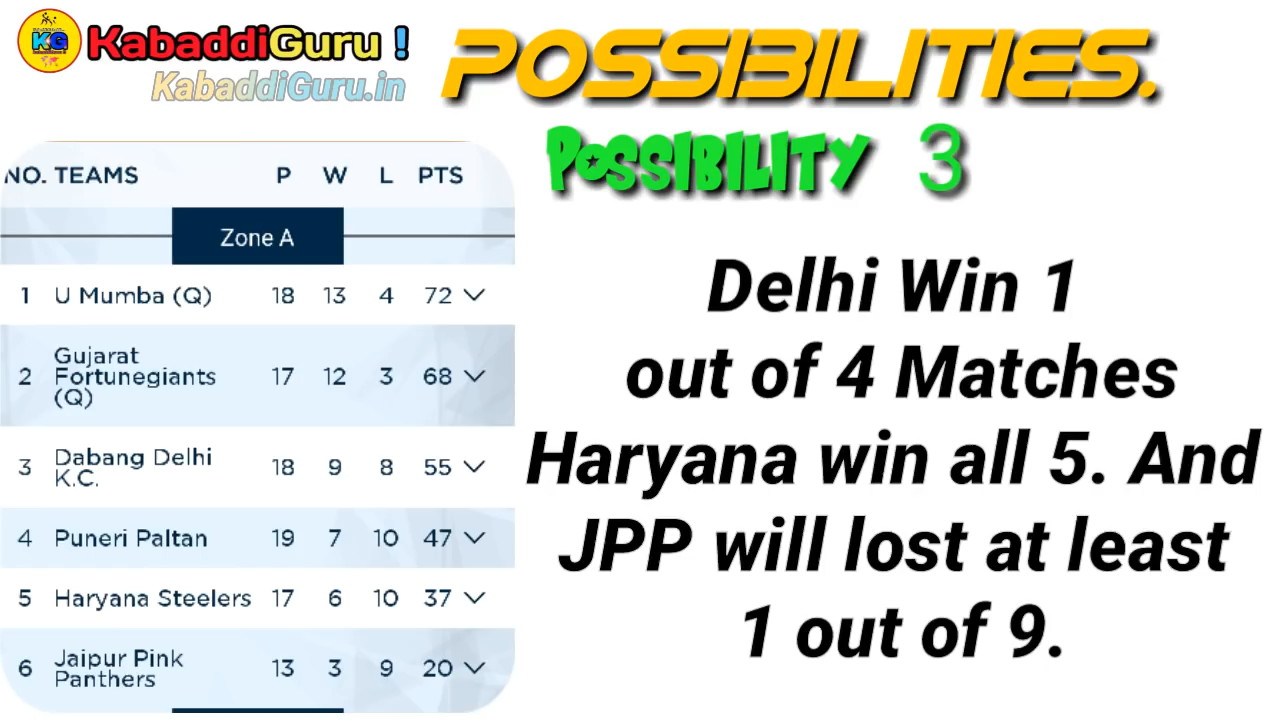 KG KabaddiGuru !
KabaddiGuru.in
POSSIBILITIES.
POSSIBILITY 3
NO. TEAMS P W L PTS
Zone A
1 U Mumba (Q) 18 13 4 72
2 Gujarat Fortunegiants (Q) 17 12 3 68
3 Dabang Delhi K.C. 18 9 8 55
4 Puneri Paltan 19 7 10 47
5 Haryana Steelers 17 6 10 37
6 Jaipur Pink Panthers 13 3 9 20
Delhi Win 1
out of 4 Matches
Haryana win all 5. And
JPP will lost at least
1 out of 9.